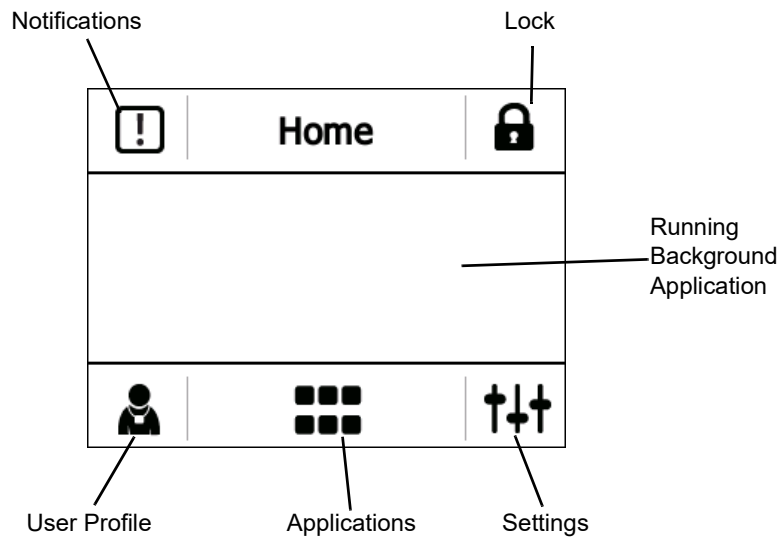 Notifications
Lock
Home
Running
Background
Application
User Profile
Applications
Settings